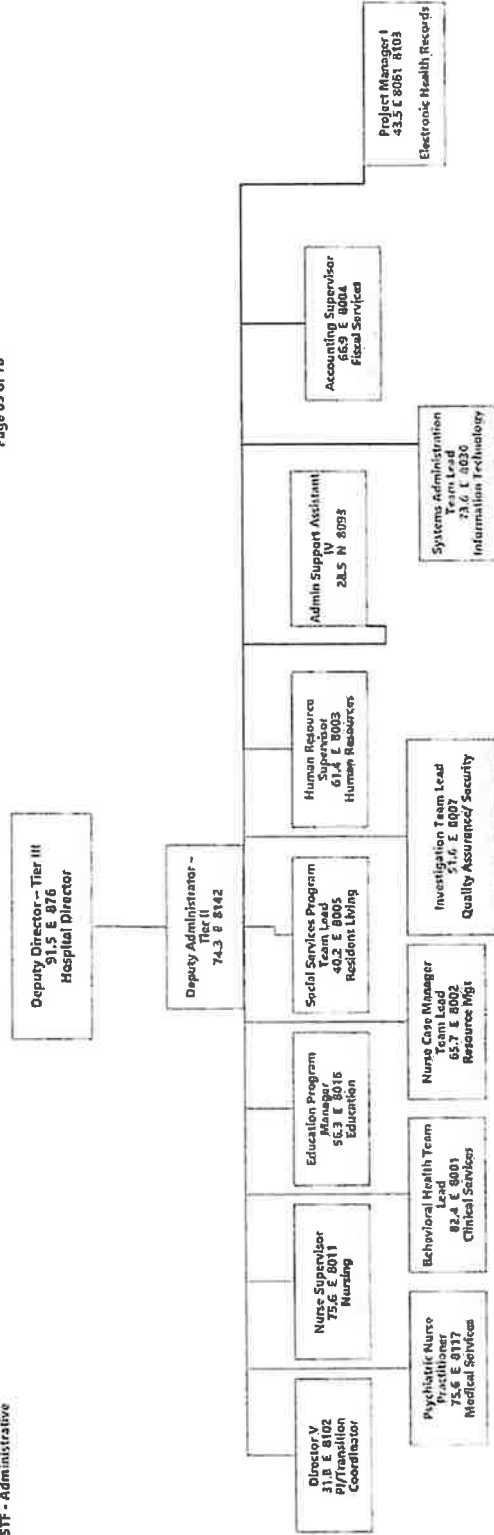 STF - Administrative
Deputy Director – Tier III
91.5 E 876
Hospital Director
Deputy Administrator –
Tier II
74.3 E 8142
Director V
31.8 E 8102
PI/Transition
Coordinator
Nurse Supervisor
75.6 E 8011
Nursing
Education Program
Manager
56.3 E 8016
Education
Social Services Program
Team Lead
40.2 E 8005
Resident Living
Human Resource
Supervisor
61.4 E 8003
Human Resources
Admin Support Assistant
IV
28.5 N 8093
Accounting Supervisor
66.9 E 8004
Fiscal Services
Project Manager I
43.5 E 8061 8103
Electronic Health Records
Psychiatric Nurse
Practitioner
75.6 E 8117
Medical Services
Behavioral Health Team
Lead
82.4 E 8001
Clinical Services
Nurse Case Manager
Team Lead
65.7 E 8002
Resource Mgt
Investigation Team Lead
51.6 E 8007
Quality Assurance/ Security
Systems Administration
Team Lead
73.6 E 8030
Information Technology